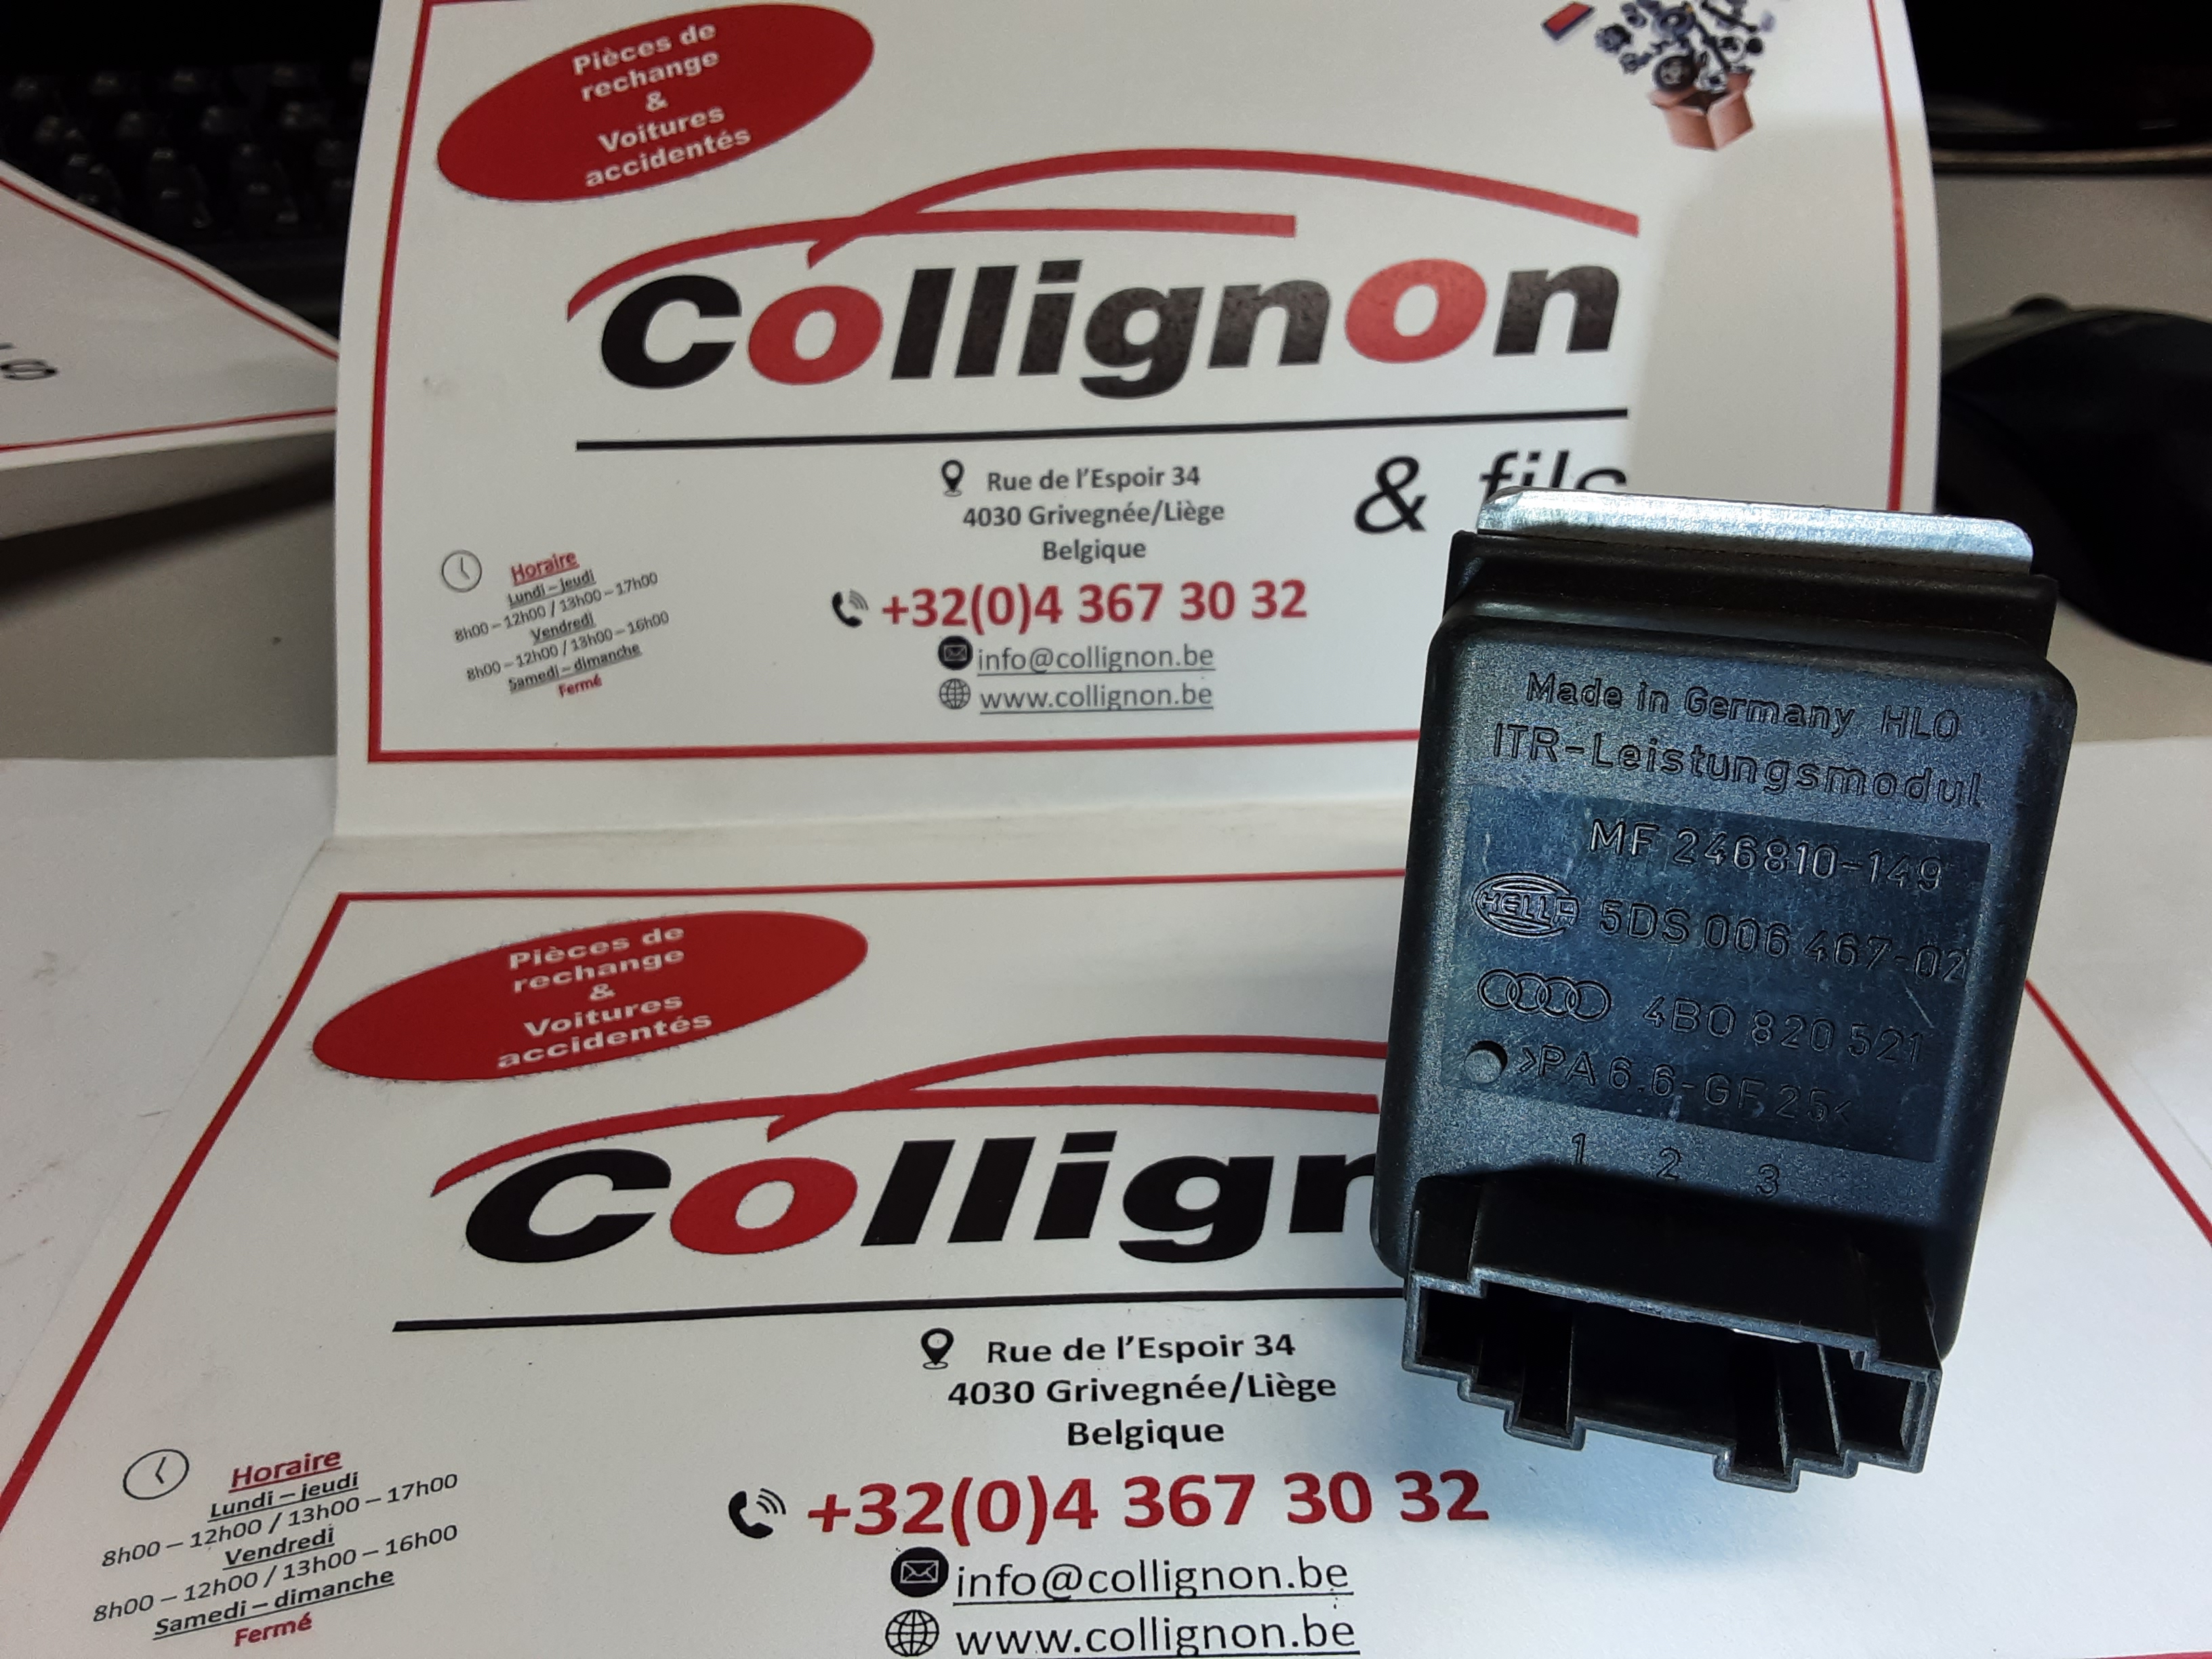 Pièces de
rechange
&
Voitures
accidentés
Collignon
& fils
Rue de l'Espoir 34
4030 Grivegnée/Liège
Belgique
+32(0)4 367 30 32
info@collignon.be
www.collignon.be
Horaire
Lundi – jeudi
8h00 – 12h00 / 13h00 – 17h00
Vendredi
8h00 – 12h00 / 13h00 – 16h00
Samedi – dimanche
Fermé
Made in Germany HLO
ITR-Leistungsmodul
MF 246810-149
HELLA 5DS 006 467-02
4B0 820 521
>PA 6.6-GF 25<
1 2 3
Pièces de
rechange
&
Voitures
accidentés
Collign
Rue de l'Espoir 34
4030 Grivegnée/Liège
Belgique
+32(0)4 367 30 32
info@collignon.be
www.collignon.be
Horaire
Lundi – jeudi
8h00 – 12h00 / 13h00 – 17h00
Vendredi
8h00 – 12h00 / 13h00 – 16h00
Samedi – dimanche
Fermé